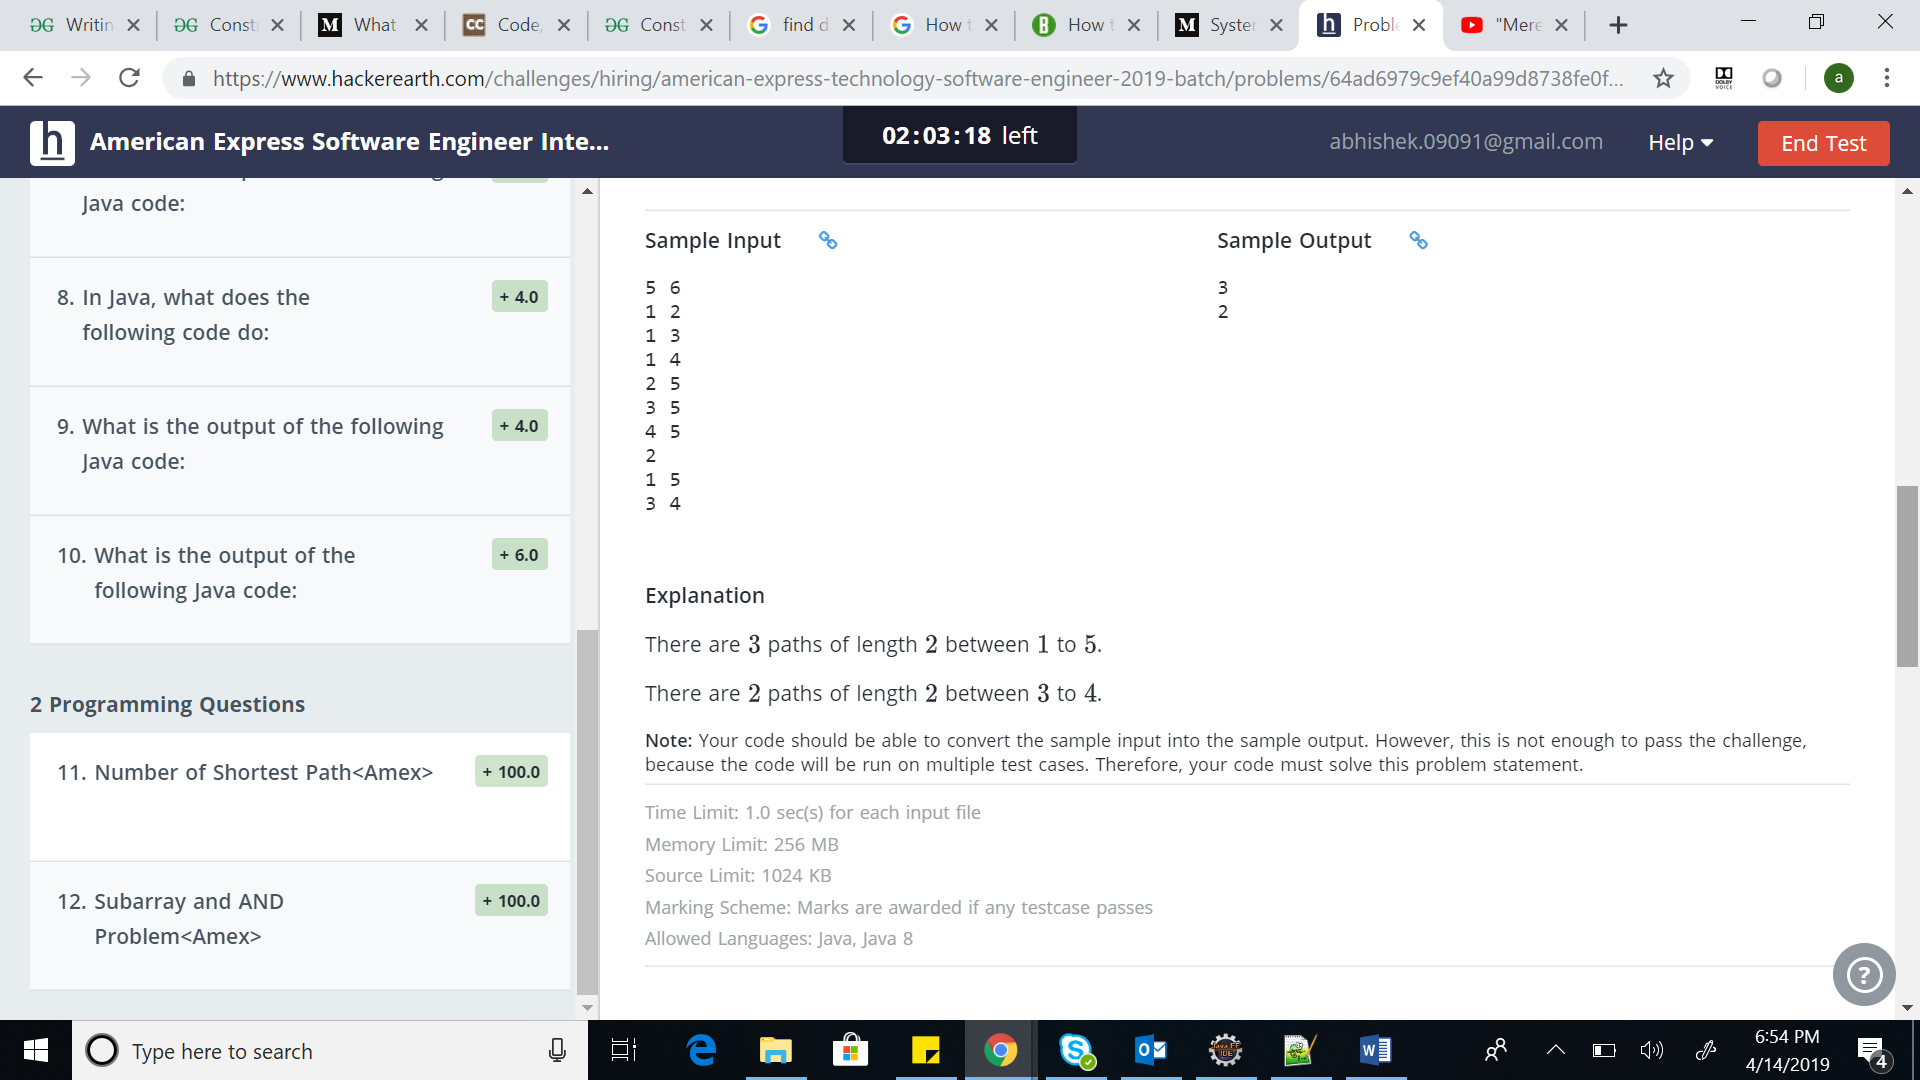 Writin
Const
What
Code,
Const
find d
How t
How t
Syster
Proble
"Mere
https://www.hackerearth.com/challenges/hiring/american-express-technology-software-engineer-2019-batch/problems/64ad6979c9ef40a99d8738fe0f...
American Express Software Engineer Inte...
02:03:18 left
abhishek.09091@gmail.com
Help
End Test
Java code:
8. In Java, what does the
following code do:
+ 4.0
9. What is the output of the following
Java code:
+ 4.0
10. What is the output of the
following Java code:
+ 6.0
2 Programming Questions
11. Number of Shortest Path<Amex>
+ 100.0
12. Subarray and AND
Problem<Amex>
+ 100.0
Sample Input
5 6
1 2
1 3
1 4
2 5
3 5
4 5
2
1 5
3 4
Sample Output
3
2
Explanation
There are 3 paths of length 2 between 1 to 5.
There are 2 paths of length 2 between 3 to 4.
Note: Your code should be able to convert the sample input into the sample output. However, this is not enough to pass the challenge,
because the code will be run on multiple test cases. Therefore, your code must solve this problem statement.
Time Limit: 1.0 sec(s) for each input file
Memory Limit: 256 MB
Source Limit: 1024 KB
Marking Scheme: Marks are awarded if any testcase passes
Allowed Languages: Java, Java 8
Type here to search
6:54 PM
4/14/2019
4